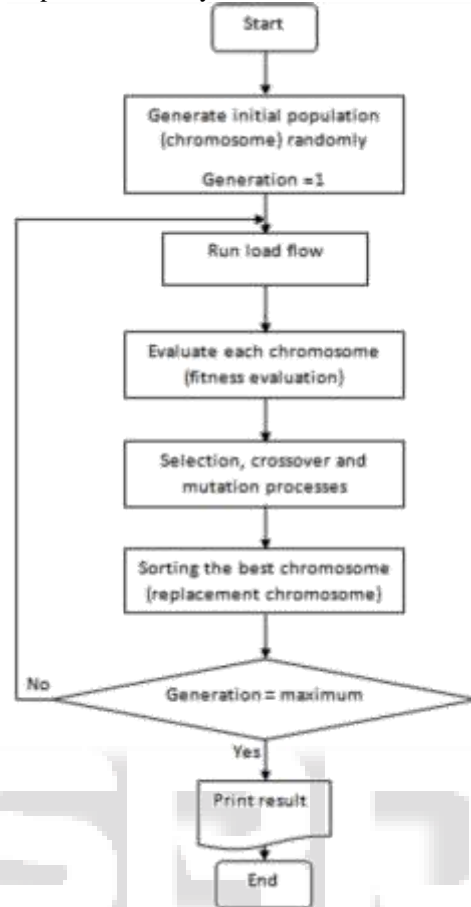 Start
Generate initial population
(chromosome) randomly
Generation =1
Run load flow
Evaluate each chromosome
(fitness evaluation)
Selection, crossover and
mutation processes
Sorting the best chromosome
(replacement chromosome)
Generation = maximum
No
Yes
Print result
End